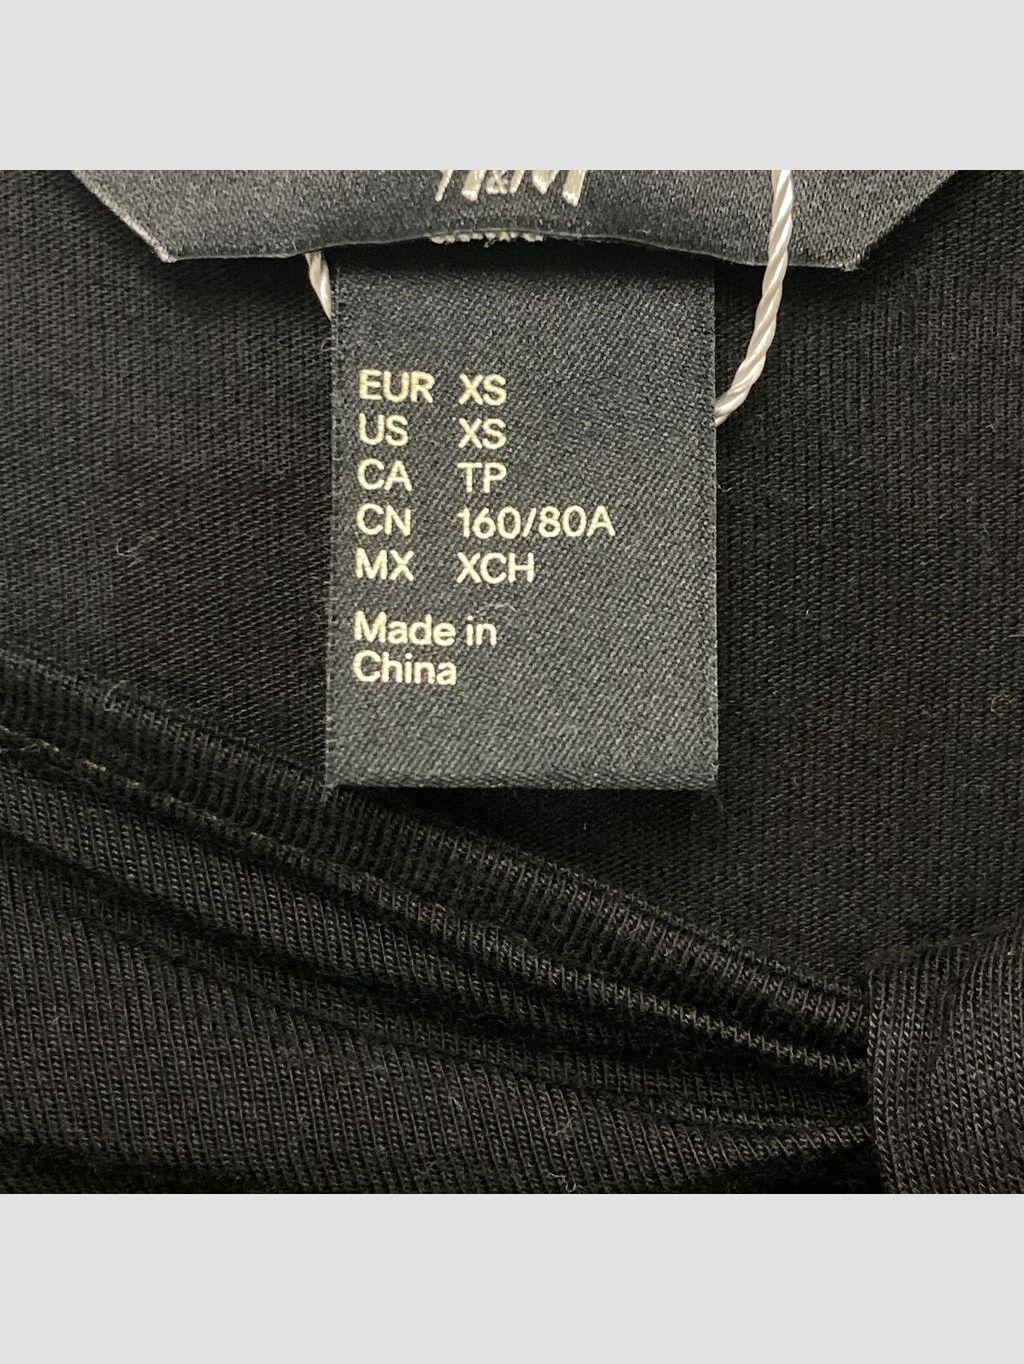 H&M
EUR XS
US XS
CA TP
CN 160/80A
MX XCH
Made in
China